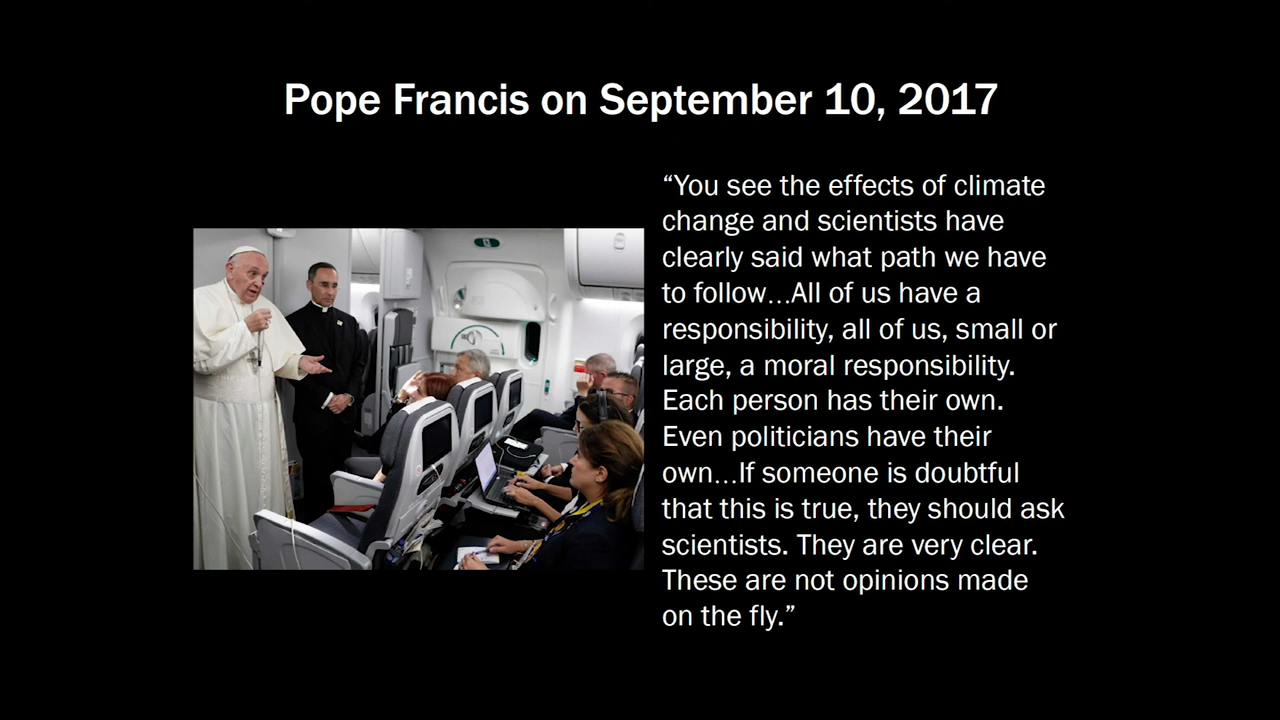 Pope Francis on September 10, 2017
“You see the effects of climate
change and scientists have
clearly said what path we have
to follow...All of us have a
responsibility, all of us, small or
large, a moral responsibility.
Each person has their own.
Even politicians have their
own...If someone is doubtful
that this is true, they should ask
scientists. They are very clear.
These are not opinions made
on the fly.”